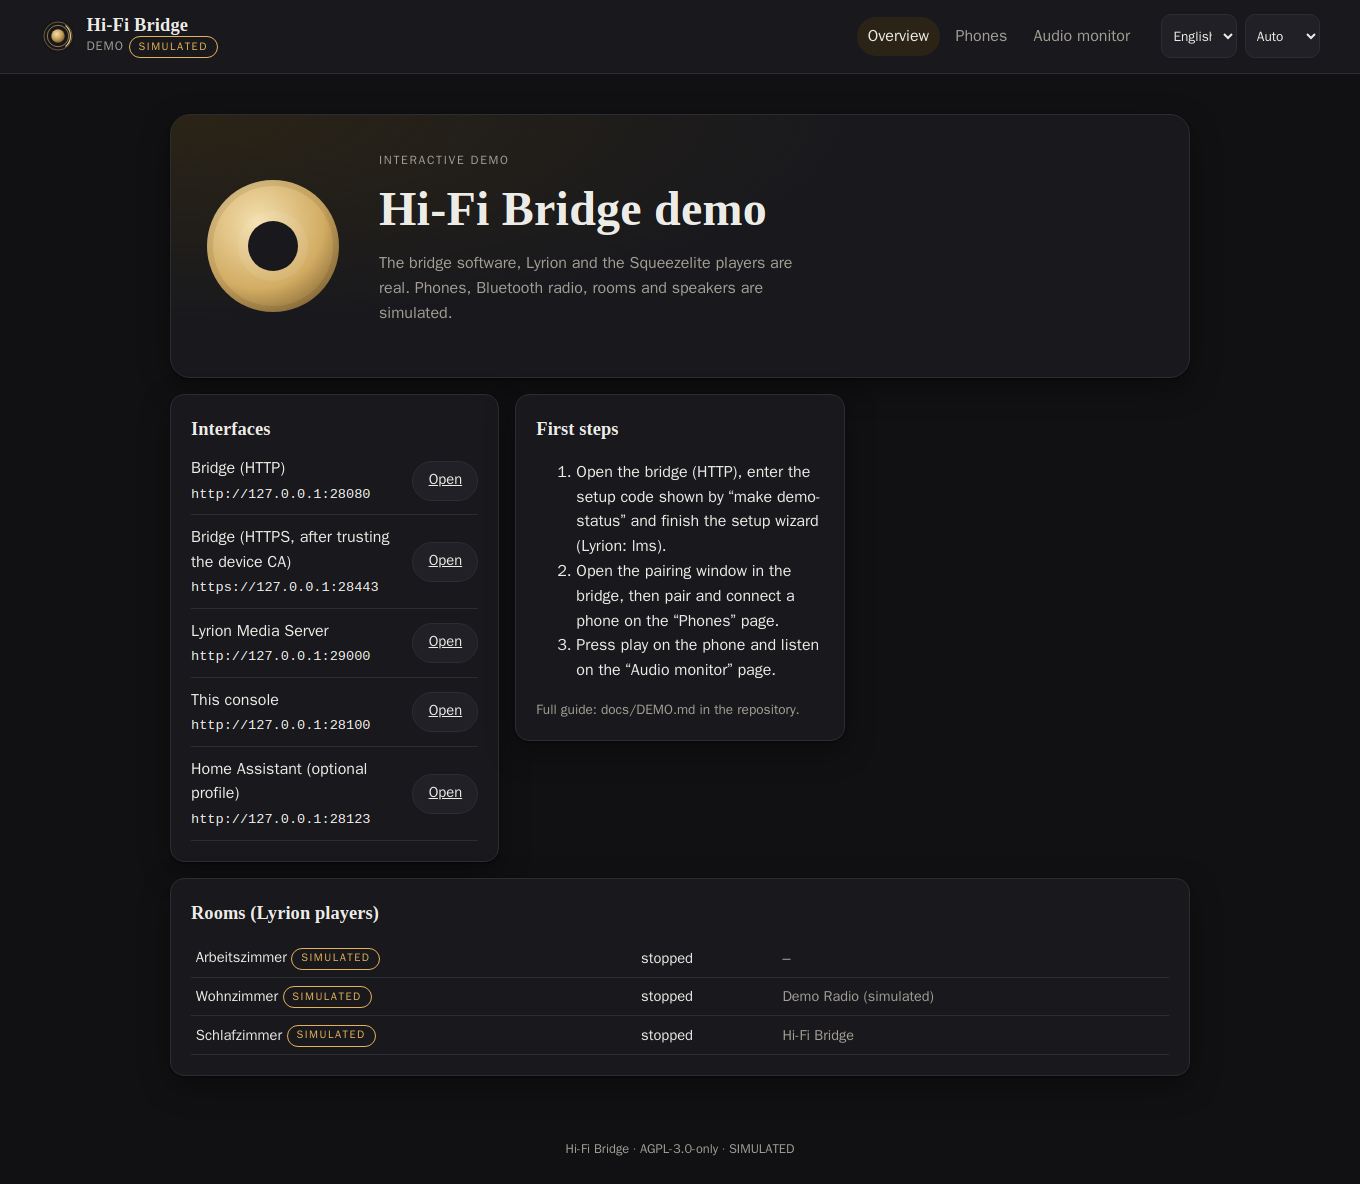 Hi-Fi Bridge
DEMO SIMULATED
Overview Phones Audio monitor English Auto
INTERACTIVE DEMO
Hi-Fi Bridge demo
The bridge software, Lyrion and the Squeezelite players are
real. Phones, Bluetooth radio, rooms and speakers are
simulated.
Interfaces
Bridge (HTTP)
http://127.0.0.1:28080
Open
Bridge (HTTPS, after trusting
the device CA)
https://127.0.0.1:28443
Open
Lyrion Media Server
http://127.0.0.1:29000
Open
This console
http://127.0.0.1:28100
Open
Home Assistant (optional
profile)
http://127.0.0.1:28123
Open
First steps
1. Open the bridge (HTTP), enter the
setup code shown by “make demo-
status” and finish the setup wizard
(Lyrion: lms).
2. Open the pairing window in the
bridge, then pair and connect a
phone on the “Phones” page.
3. Press play on the phone and listen
on the “Audio monitor” page.
Full guide: docs/DEMO.md in the repository.
Rooms (Lyrion players)
Arbeitszimmer SIMULATED stopped –
Wohnzimmer SIMULATED stopped Demo Radio (simulated)
Schlafzimmer SIMULATED stopped Hi-Fi Bridge
Hi-Fi Bridge · AGPL-3.0-only · SIMULATED